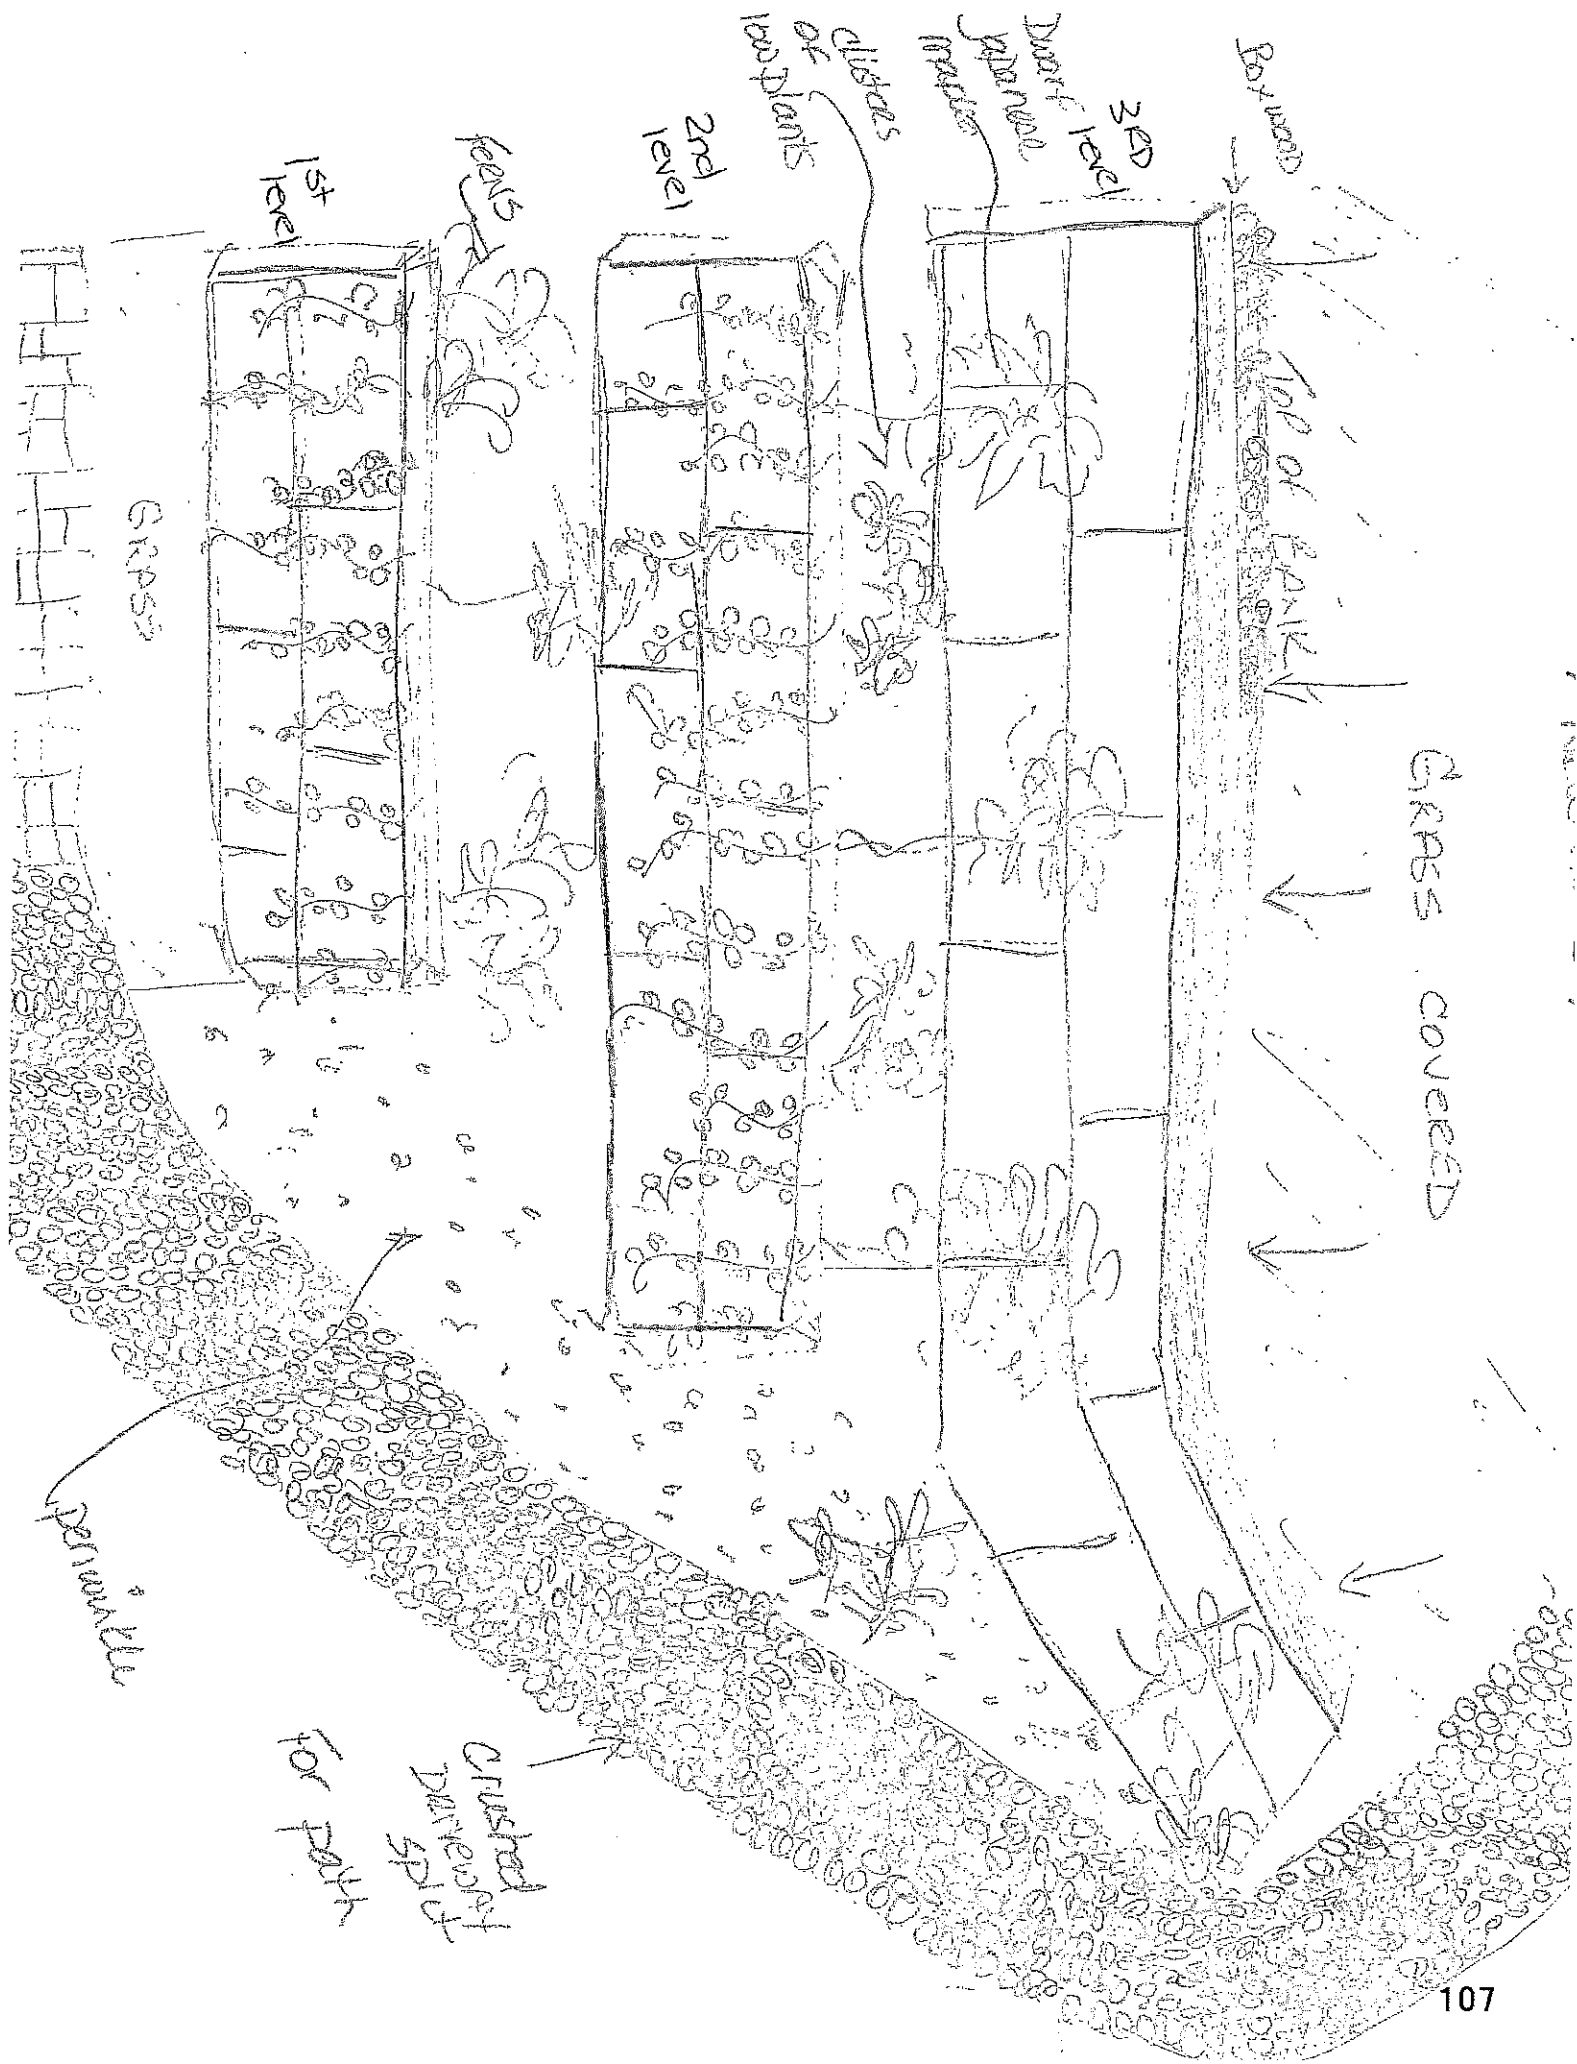 GRASS COVERED
Boxwood
TOP OF BANK
3RD
level
Dwarf
Japanese
maples
clusters
of
low plants
2nd
level
Ferns
1st
level
GRASS
Crushed
Driveway
Split
For path
periwinkle
107